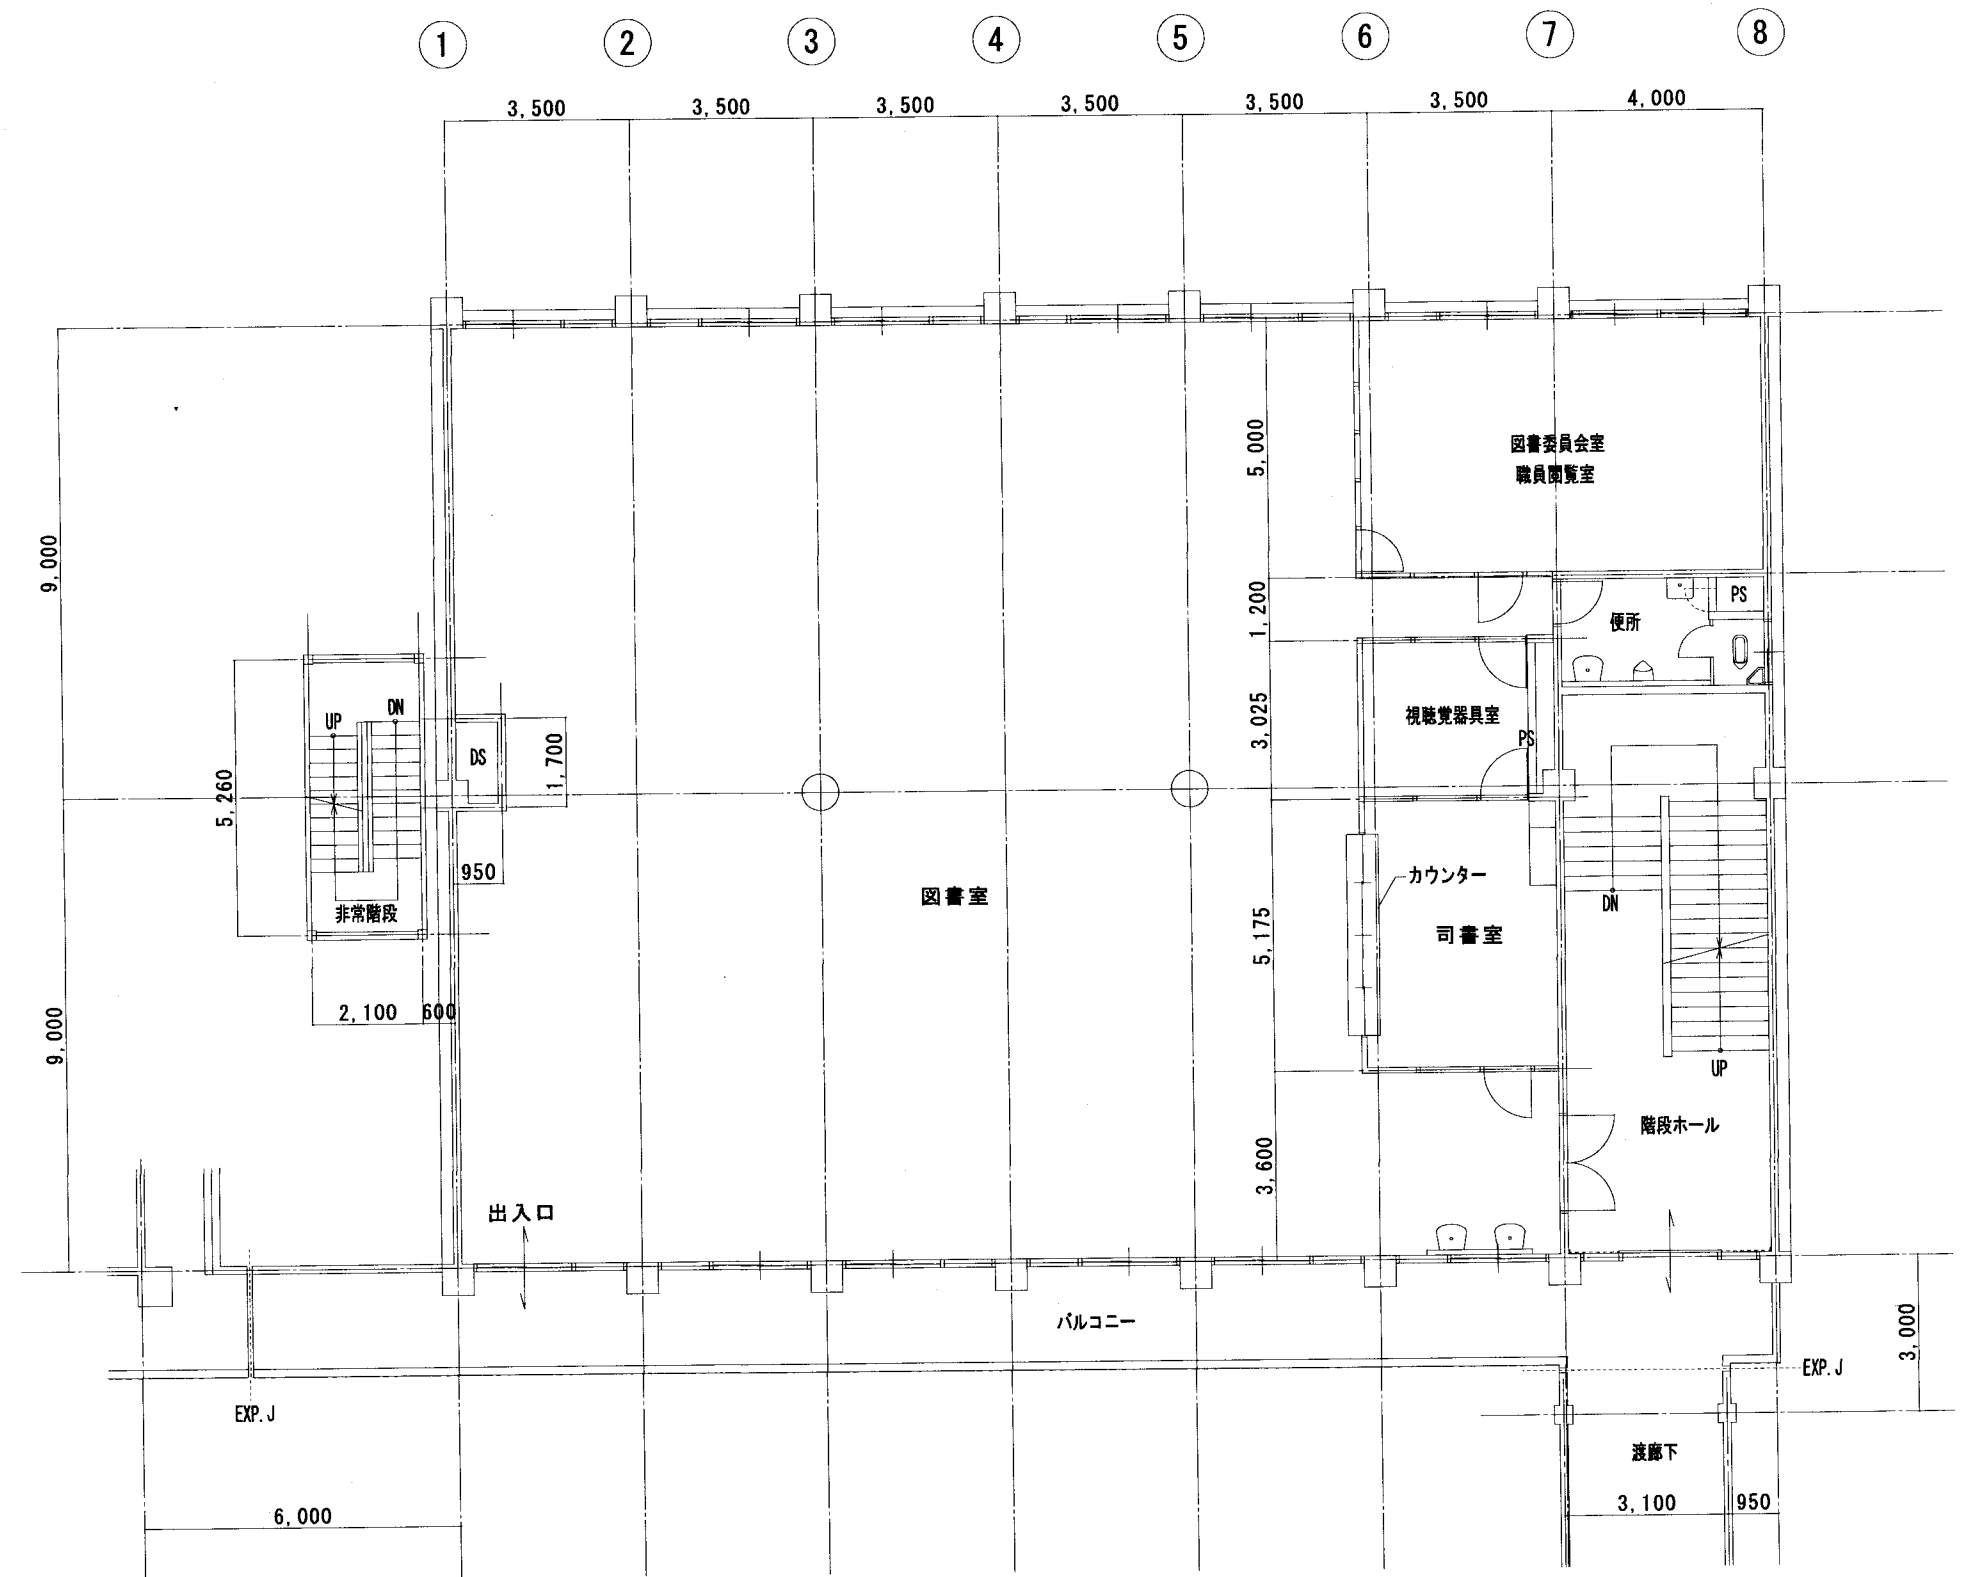 1
2
3
4
5
6
7
8
3,500
3,500
3,500
3,500
3,500
3,500
4,000
9,000
9,000
5,000
1,200
3,025
5,175
3,600
図書委員会室
職員閲覧室
便所
PS
視聴覚器具室
PS
UP
DN
DS
1,700
5,260
950
非常階段
2,100
600
図書室
カウンター
司書室
DN
UP
階段ホール
出入口
バルコニー
EXP.J
EXP.J
3,000
渡廊下
3,100
950
6,000